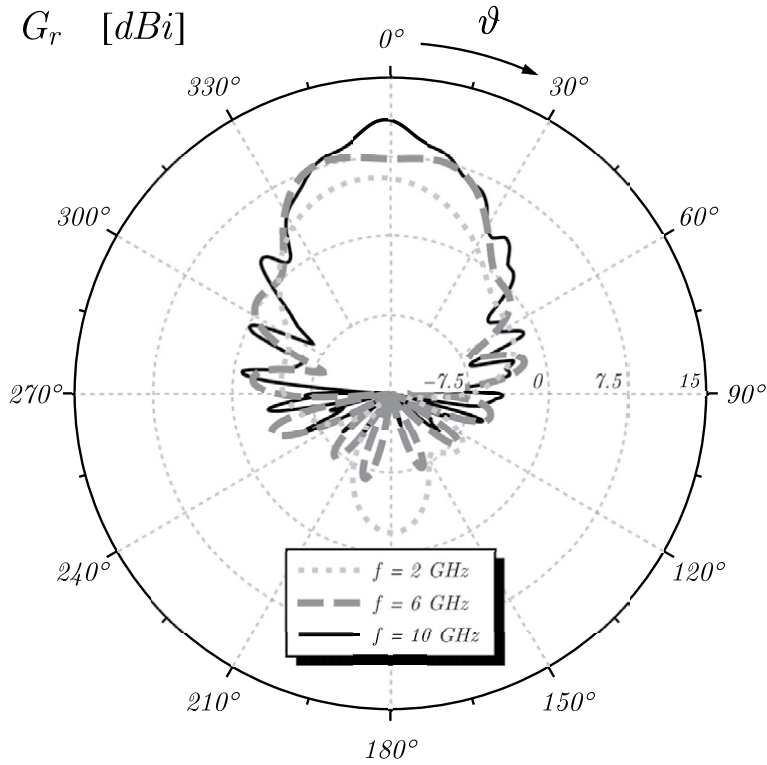 G_r [dBi]
ϑ
0°
330°
30°
300°
60°
270°
−7.5 0 7.5 15
90°
240°
120°
f = 2 GHz
f = 6 GHz
f = 10 GHz
210°
150°
180°